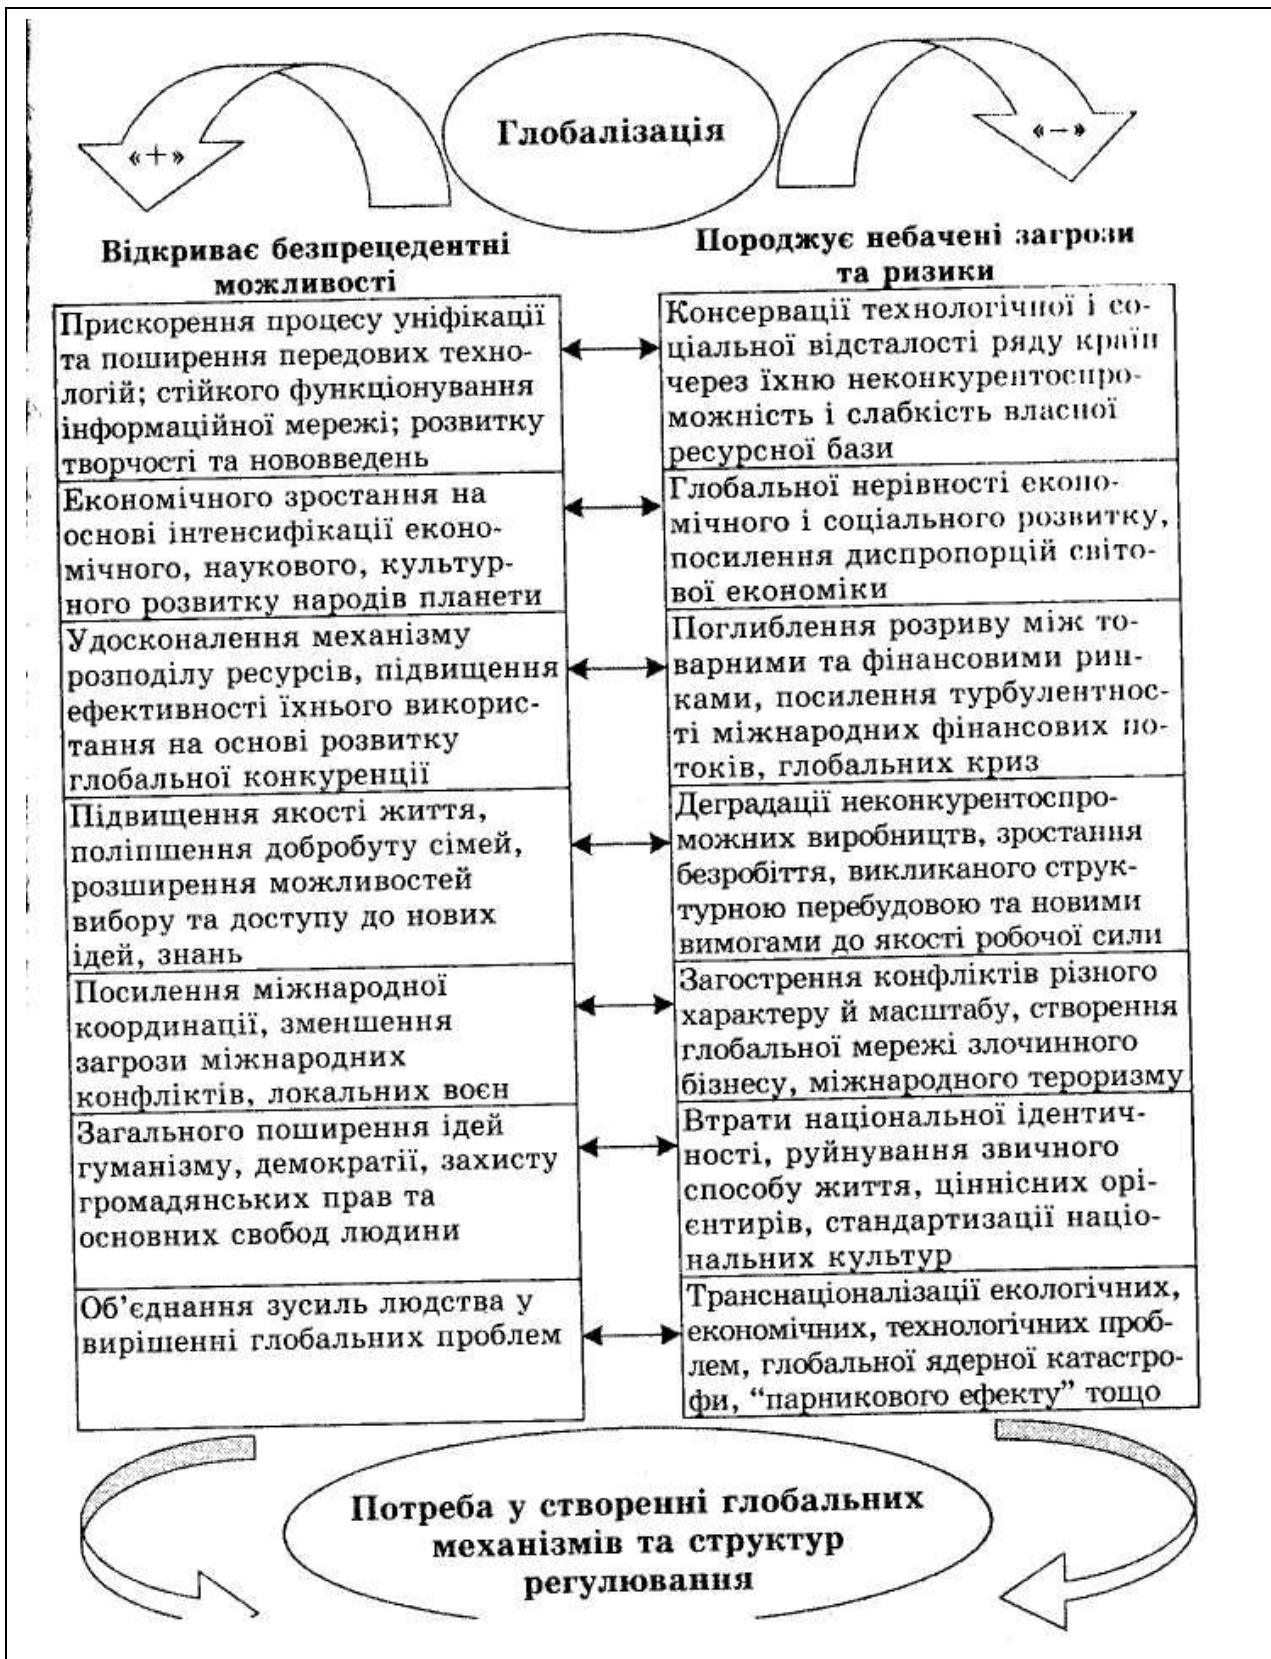 Глобалізація
«+»
«−»
Відкриває безпрецедентні
можливості
Породжує небачені загрози
та ризики
Прискорення процесу уніфікації
та поширення передових техно-
логій; стійкого функціонування
інформаційної мережі; розвитку
творчості та нововведень
Консервації технологічної і со-
ціальної відсталості ряду країн
через їхню неконкурентоспро-
можність і слабкість власної
ресурсної бази
Економічного зростання на
основі інтенсифікації еконо-
мічного, наукового, культур-
ного розвитку народів планети
Глобальної нерівності еконо-
мічного і соціального розвитку,
посилення диспропорцій світо-
вої економіки
Удосконалення механізму
розподілу ресурсів, підвищення
ефективності їхнього викорис-
тання на основі розвитку
глобальної конкуренції
Поглиблення розриву між то-
варними та фінансовими рин-
ками, посилення турбулентнос-
ті міжнародних фінансових по-
токів, глобальних криз
Підвищення якості життя,
поліпшення добробуту сімей,
розширення можливостей
вибору та доступу до нових
ідей, знань
Деградації неконкурентоспро-
можних виробництв, зростання
безробіття, викликаного струк-
турною перебудовою та новими
вимогами до якості робочої сили
Посилення міжнародної
координації, зменшення
загрози міжнародних
конфліктів, локальних воєн
Загострення конфліктів різного
характеру й масштабу, створення
глобальної мережі злочинного
бізнесу, міжнародного тероризму
Загального поширення ідей
гуманізму, демократії, захисту
громадянських прав та
основних свобод людини
Втрати національної ідентич-
ності, руйнування звичного
способу життя, ціннісних орі-
єнтирів, стандартизації націо-
нальних культур
Об’єднання зусиль людства у
вирішенні глобальних проблем
Транснаціоналізації екологічних,
економічних, технологічних проб-
лем, глобальної ядерної катастро-
фи, “парникового ефекту” тощо
Потреба у створенні глобальних
механізмів та структур
регулювання